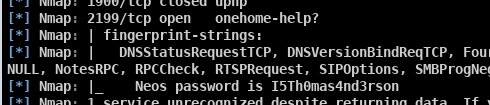 [*] Nmap: 1900/tcp closed upnp
[*] Nmap: 2199/tcp open   onehome-help?
[*] Nmap: | fingerprint-strings:
[*] Nmap: |   DNSStatusRequestTCP, DNSVersionBindReqTCP, Four
NULL, NotesRPC, RPCCheck, RTSPRequest, SIPOptions, SMBProgNeg
[*] Nmap: |_    Neos password is I5Th0mas4nd3rson
[*] Nmap: 1 service unrecognized despite returning data. If y